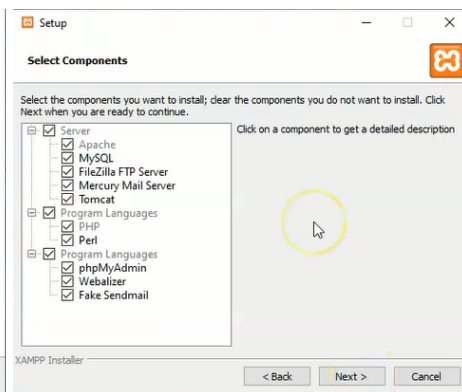 Setup
Select Components
Select the components you want to install; clear the components you do not want to install. Click
Next when you are ready to continue.
Server
Apache
MySQL
FileZilla FTP Server
Mercury Mail Server
Tomcat
Program Languages
PHP
Perl
Program Languages
phpMyAdmin
Webalizer
Fake Sendmail
Click on a component to get a detailed description
XAMPP Installer
< Back
Next >
Cancel